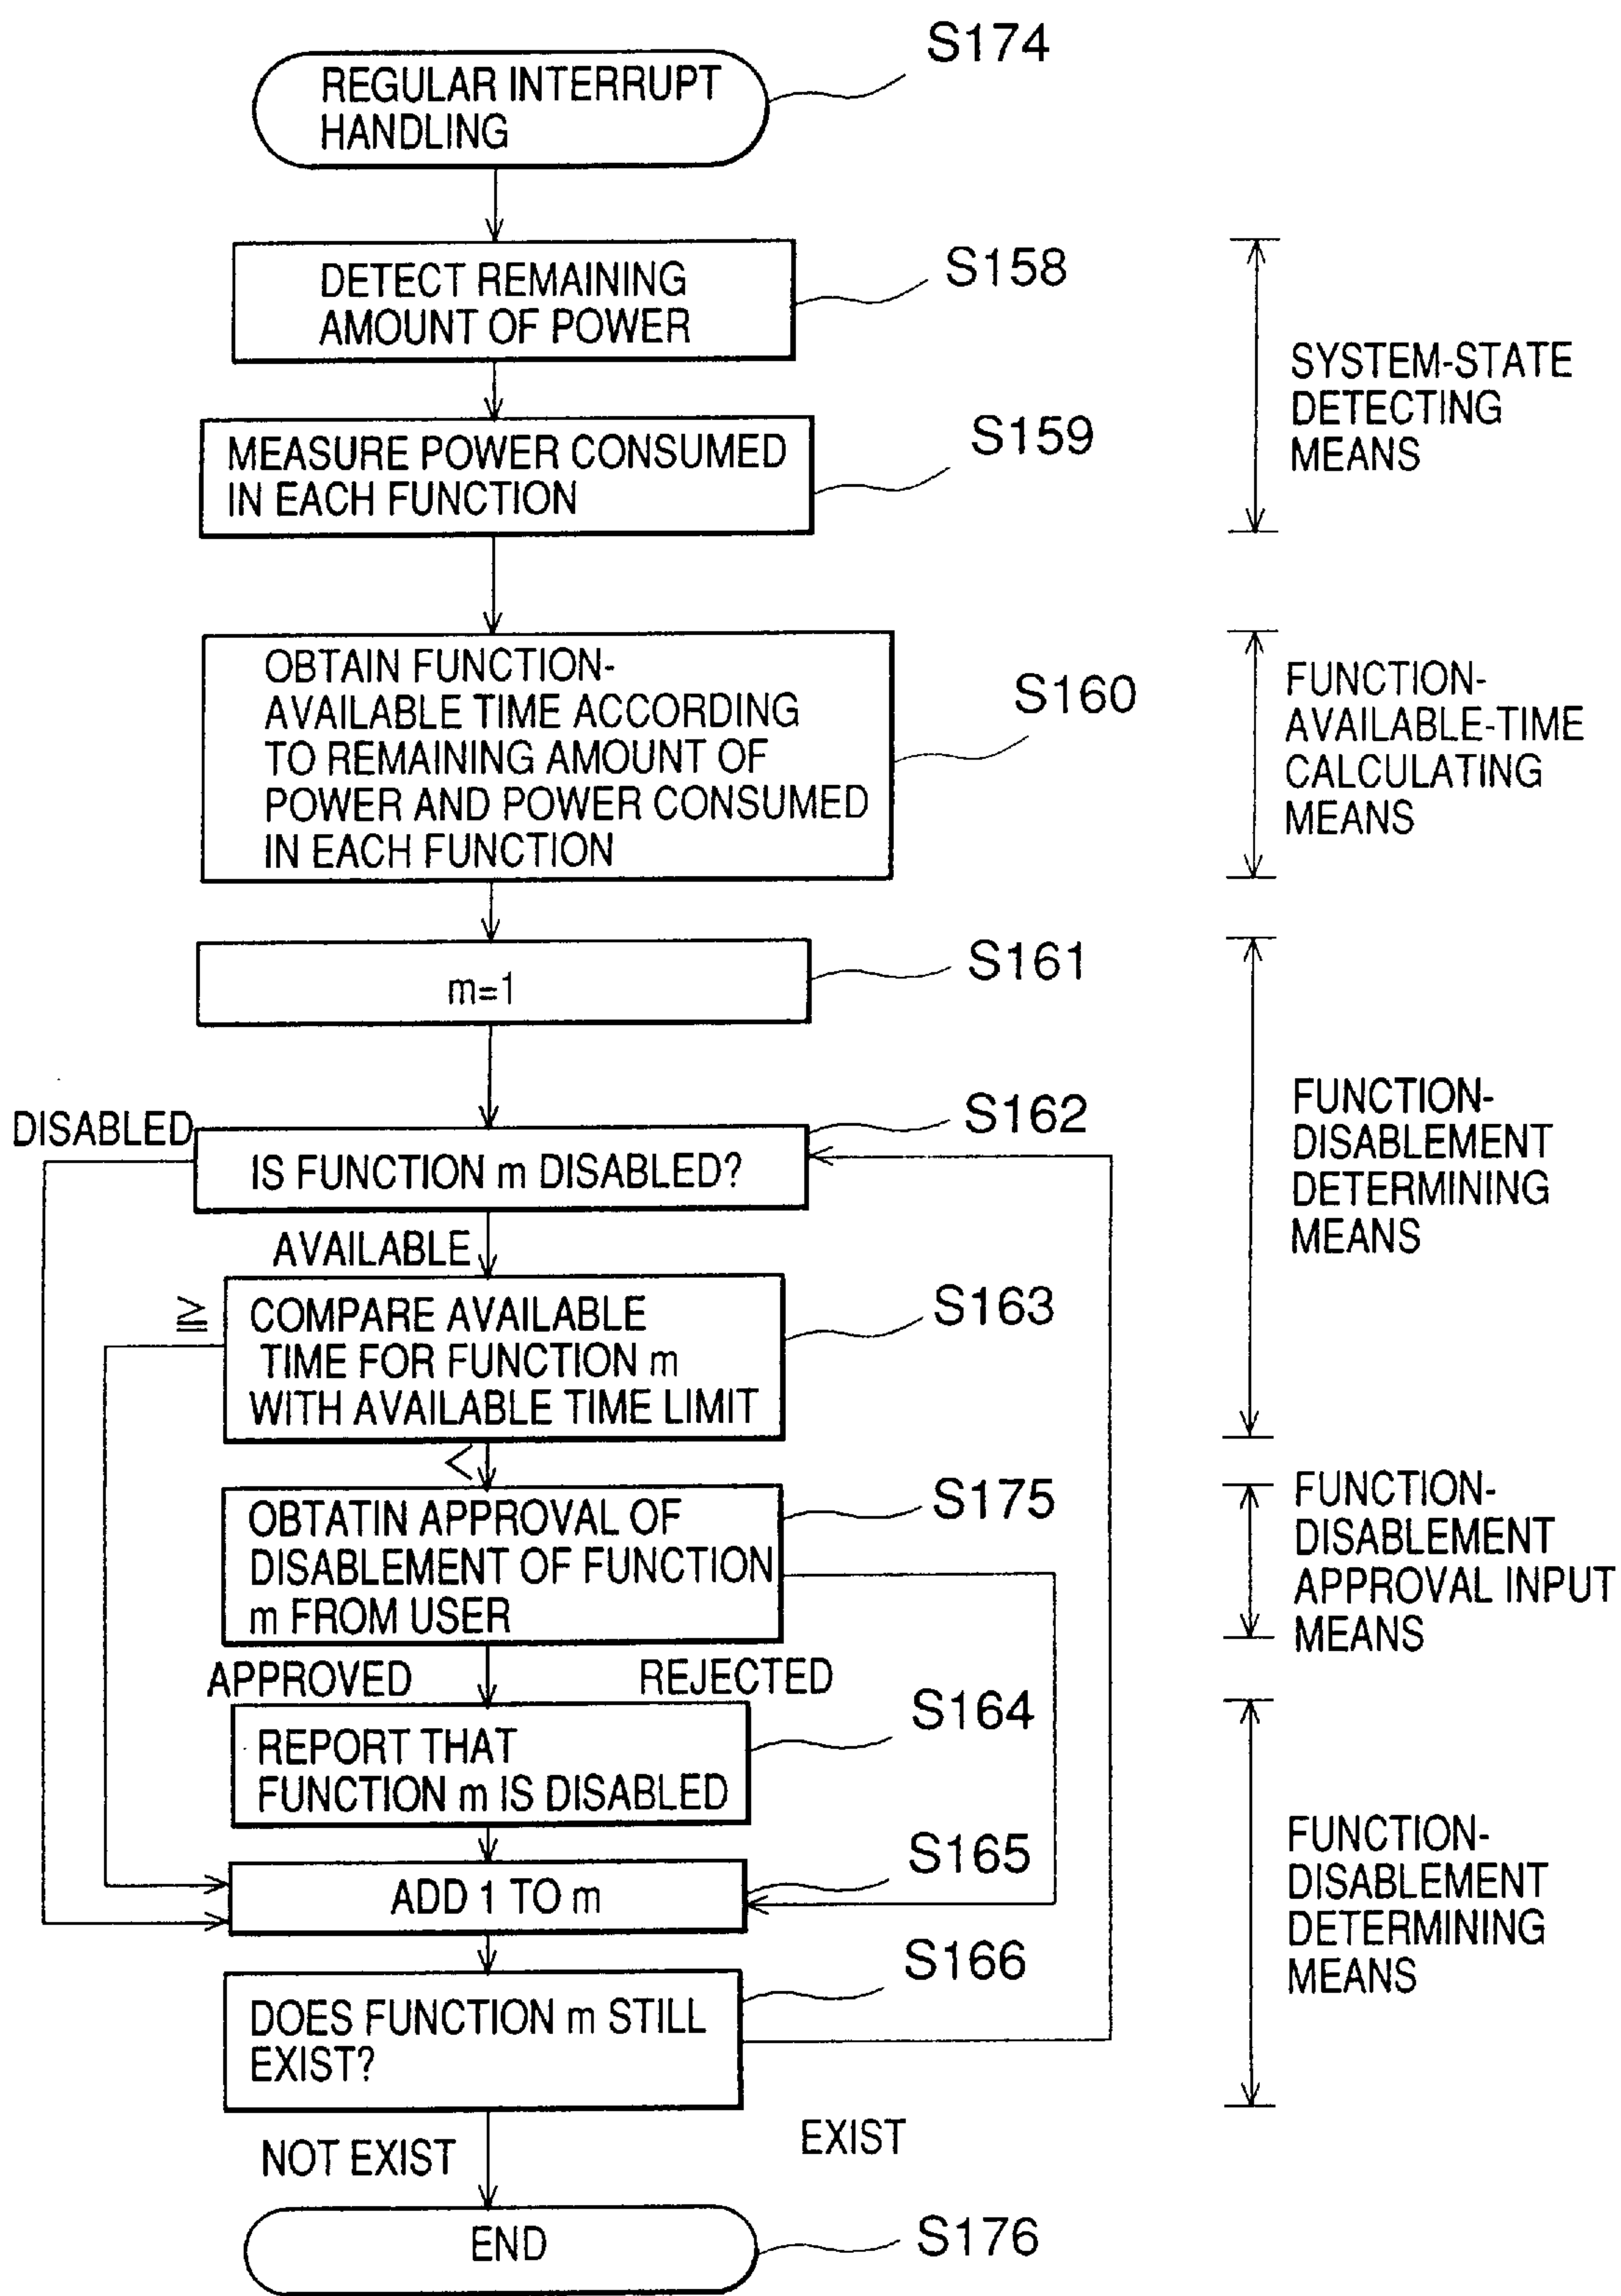 S174
REGULAR INTERRUPT
HANDLING
S158
DETECT REMAINING
AMOUNT OF POWER
SYSTEM-STATE
DETECTING
MEANS
S159
MEASURE POWER CONSUMED
IN EACH FUNCTION
OBTAIN FUNCTION-
AVAILABLE TIME ACCORDING
TO REMAINING AMOUNT OF
POWER AND POWER CONSUMED
IN EACH FUNCTION
S160
FUNCTION-
AVAILABLE-TIME
CALCULATING
MEANS
S161
m=1
FUNCTION-
DISABLEMENT
DETERMINING
MEANS
S162
DISABLED
IS FUNCTION m DISABLED?
AVAILABLE
≧
COMPARE AVAILABLE
TIME FOR FUNCTION m
WITH AVAILABLE TIME LIMIT
S163
<
S175
OBTATIN APPROVAL OF
DISABLEMENT OF FUNCTION
m FROM USER
FUNCTION-
DISABLEMENT
APPROVAL INPUT
MEANS
APPROVED
REJECTED
S164
REPORT THAT
FUNCTION m IS DISABLED
S165
ADD 1 TO m
FUNCTION-
DISABLEMENT
DETERMINING
MEANS
S166
DOES FUNCTION m STILL
EXIST?
EXIST
NOT EXIST
END
S176